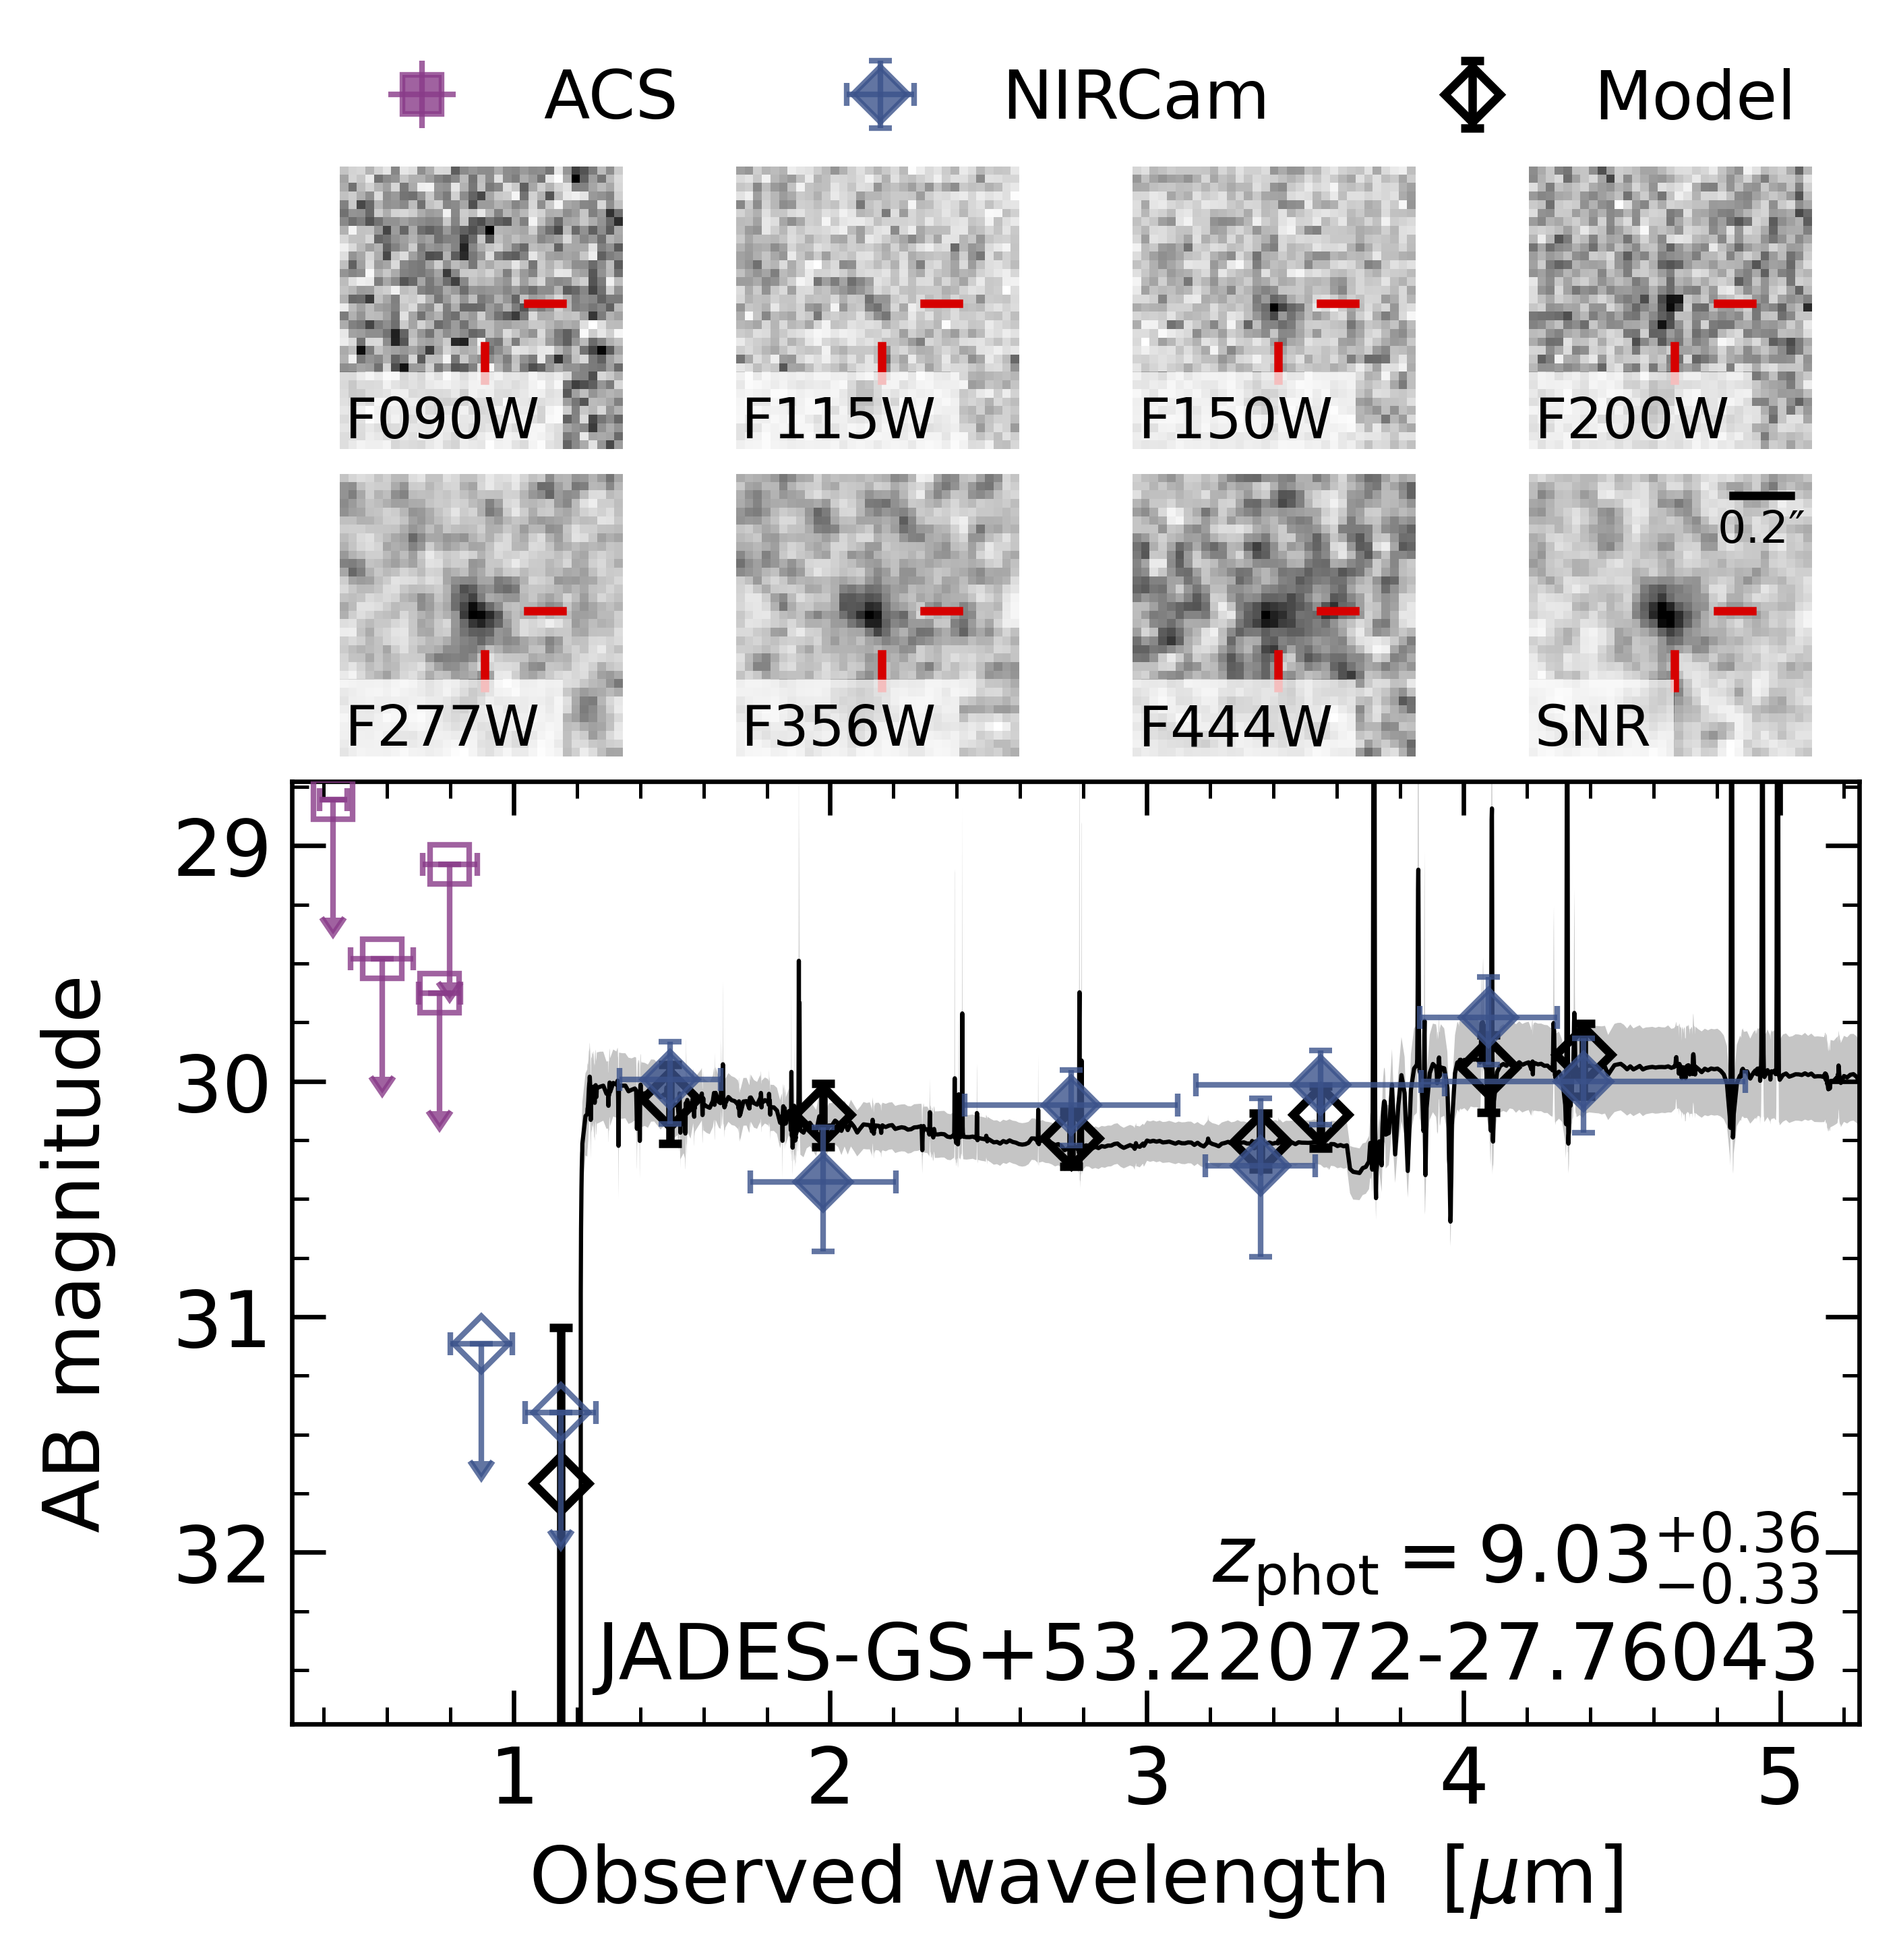 ACS NIRCam Model
F090W F115W F150W F200W
0.2″
F277W F356W F444W SNR
29
30
31
32
AB magnitude
z_phot = 9.03 +0.36 −0.33
JADES-GS+53.22072-27.76043
1 2 3 4 5
Observed wavelength [μm]